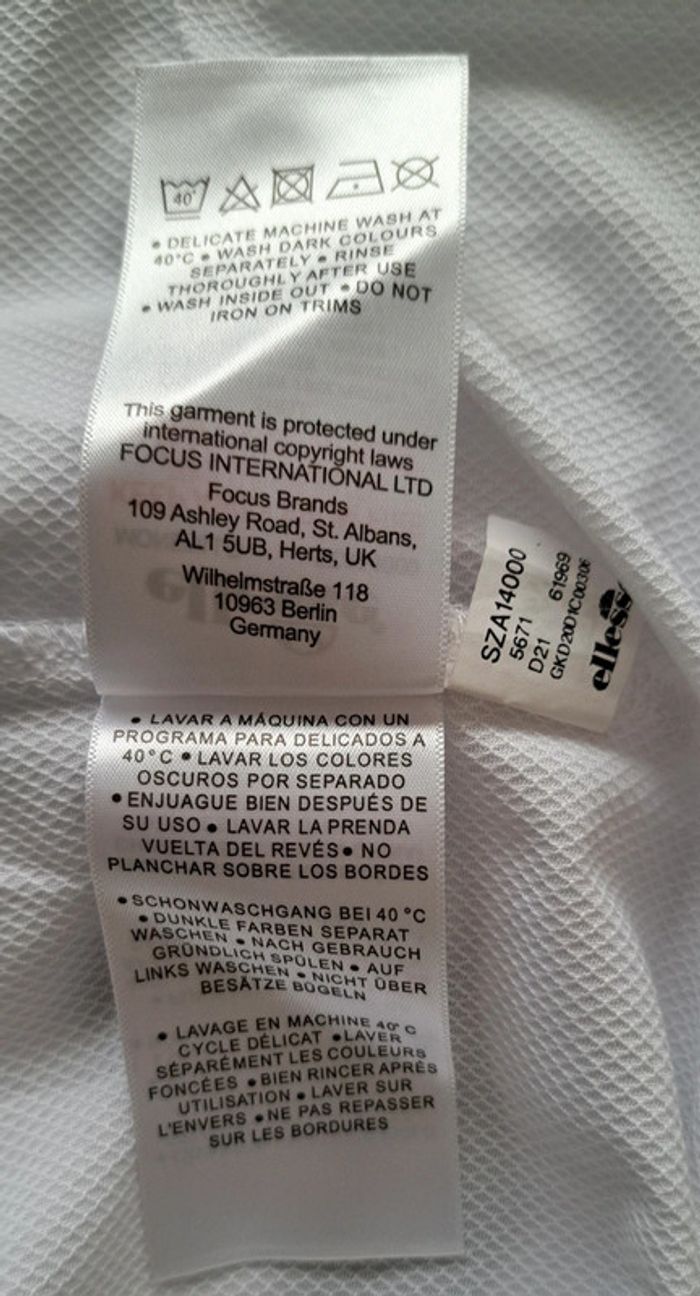 40°
• DELICATE MACHINE WASH AT
40°C • WASH DARK COLOURS
SEPARATELY • RINSE
THOROUGHLY AFTER USE
• WASH INSIDE OUT • DO NOT
IRON ON TRIMS
This garment is protected under
international copyright laws
FOCUS INTERNATIONAL LTD
Focus Brands
109 Ashley Road, St. Albans,
AL1 5UB, Herts, UK
Wilhelmstraße 118
10963 Berlin
Germany
SZA14000
5671
D21 61969
GKD20D1C00306
ellesse
• LAVAR A MÁQUINA CON UN
PROGRAMA PARA DELICADOS A
40°C • LAVAR LOS COLORES
OSCUROS POR SEPARADO
• ENJUAGUE BIEN DESPUÉS DE
SU USO • LAVAR LA PRENDA
VUELTA DEL REVÉS • NO
PLANCHAR SOBRE LOS BORDES
• SCHONWASCHGANG BEI 40 °C
• DUNKLE FARBEN SEPARAT
WASCHEN • NACH GEBRAUCH
GRÜNDLICH SPÜLEN • AUF
LINKS WASCHEN • NICHT ÜBER
BESÄTZE BÜGELN
• LAVAGE EN MACHINE 40° C
CYCLE DÉLICAT • LAVER
SÉPARÉMENT LES COULEURS
FONCÉES • BIEN RINCER APRÈS
UTILISATION • LAVER SUR
L'ENVERS • NE PAS REPASSER
SUR LES BORDURES